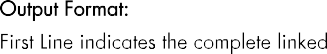 Output Format:
First Line indicates the complete linked